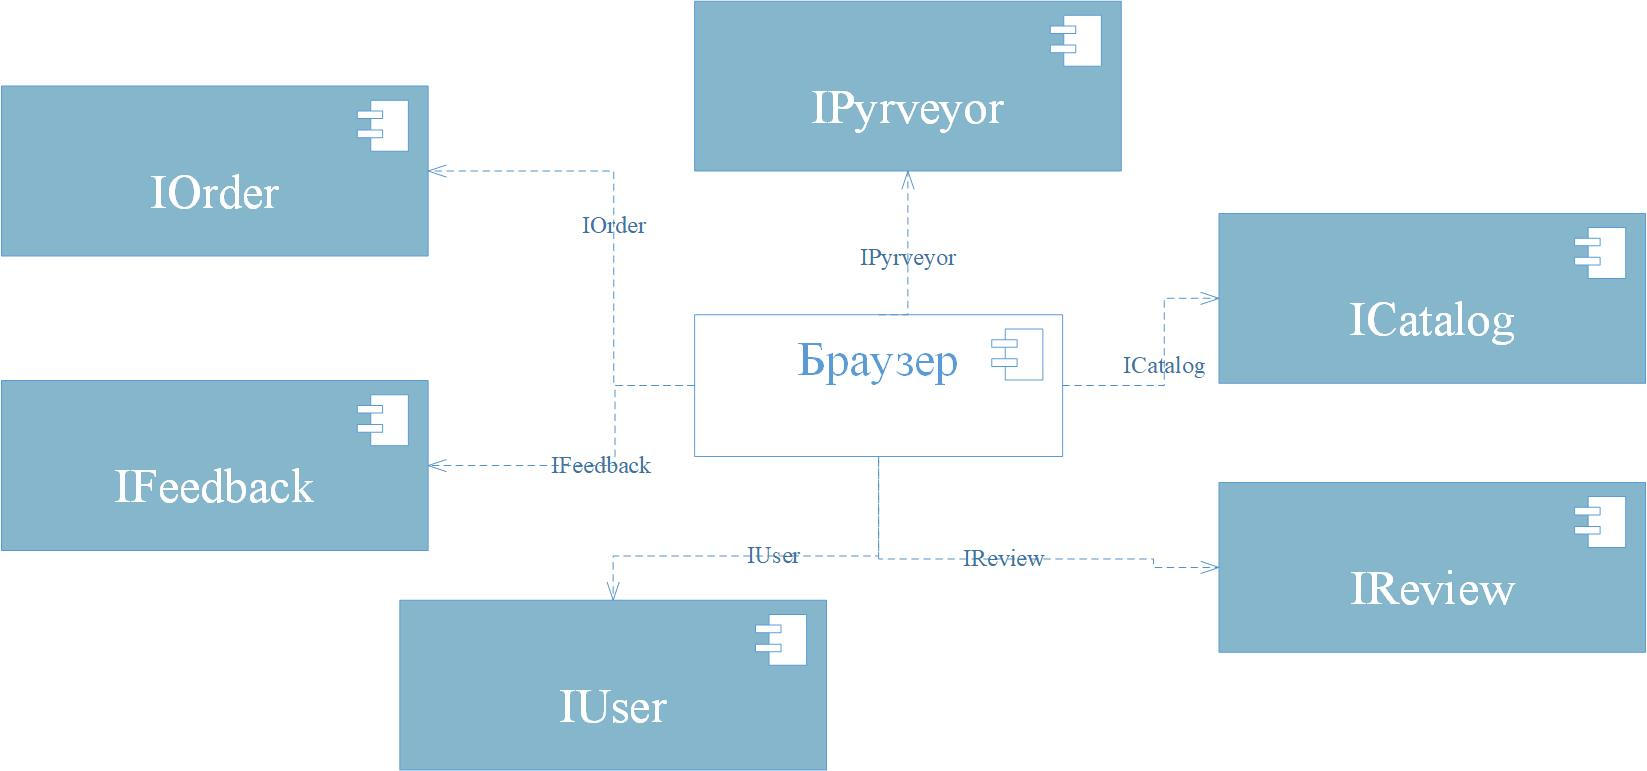 IPyrveyor
IOrder
IOrder
IPyrveyor
ICatalog
Браузер
ICatalog
IFeedback
IFeedback
IUser
IReview
IReview
IUser